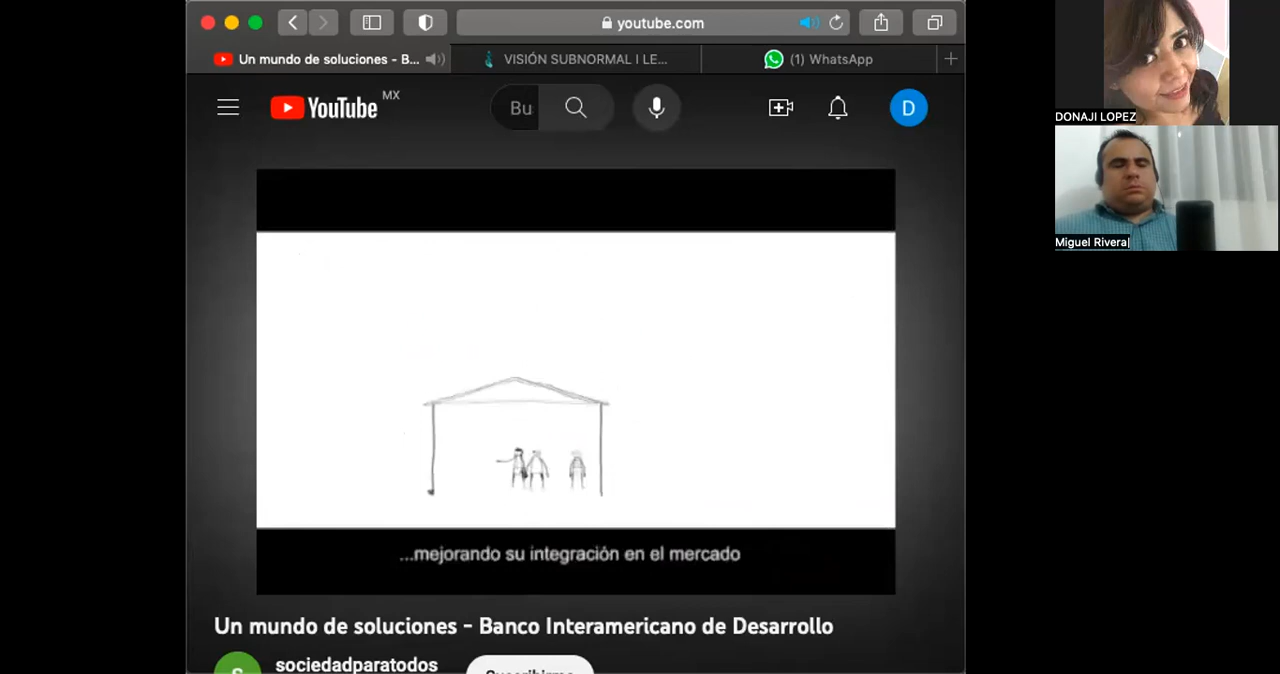 youtube.com
Un mundo de soluciones - B...
VISIÓN SUBNORMAL I LE...
(1) WhatsApp
YouTube MX
Bu
D
...mejorando su integración en el mercado
Un mundo de soluciones - Banco Interamericano de Desarrollo
S
sociedadparatodos
Suscribirme
DONAJI LOPEZ
Miguel Rivera